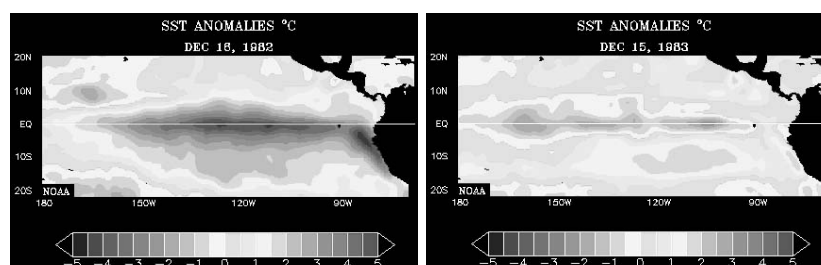 SST ANOMALIES °C
DEC 16, 1982
20N
10N
EQ
10S
20S
NOAA
180 150W 120W 90W
-5 -4 -3 -2 -1 0 1 2 3 4 5
SST ANOMALIES °C
DEC 15, 1983
20N
10N
EQ
10S
20S
NOAA
180 150W 120W 90W
-5 -4 -3 -2 -1 0 1 2 3 4 5